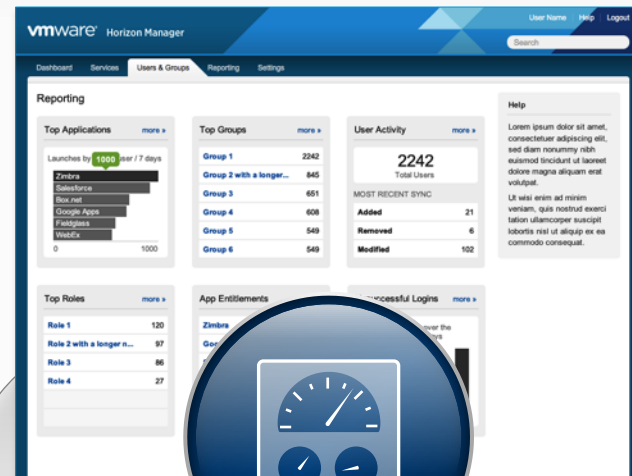 vmware Horizon Manager
User Name Help Logout
Search
Dashboard Services Users & Groups Reporting Settings
Reporting
Top Applications more »
Launches by 1000 user / 7 days
Zimbra
Salesforce
Box.net
Google Apps
Fieldglass
WebEx
0 1000
Top Groups more »
Group 1 2242
Group 2 with a longer... 845
Group 3 651
Group 4 608
Group 5 549
Group 6 549
User Activity more »
2242
Total Users
MOST RECENT SYNC
Added 21
Removed 6
Modified 102
Help
Lorem ipsum dolor sit amet,
consectetuer adipiscing elit,
sed diam nonummy nibh
euismod tincidunt ut laoreet
dolore magna aliquam erat
volutpat.
Ut wisi enim ad minim
veniam, quis nostrud exerci
tation ullamcorper suscipit
lobortis nisl ut aliquip ex ea
commodo consequat.
Top Roles more »
Role 1 120
Role 2 with a longer n... 97
Role 3 86
Role 4 27
App Entitlements
Zimbra
Logins more »
over the